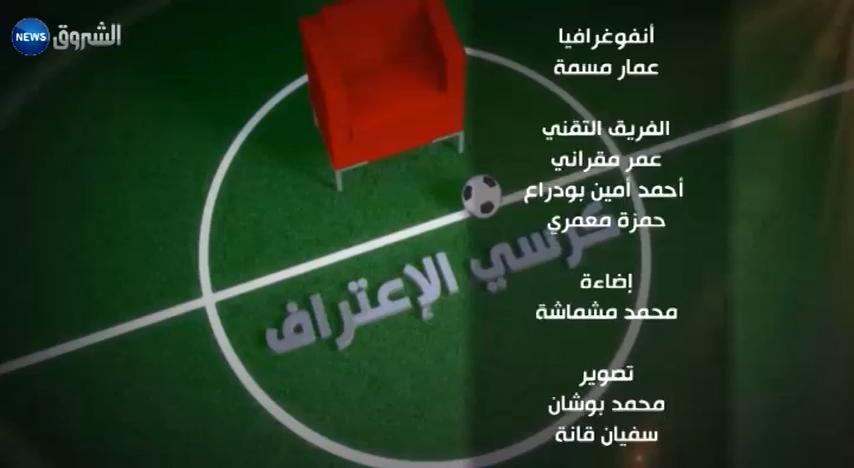 الشروق
NEWS
أنفوغرافيا
عمار مسمة
الفريق التقني
عمر مقراني
أحمد أمين بودراع
حمزة معمري
كرسي الإعتراف
إضاءة
محمد مشماشة
تصوير
محمد بوشان
سفيان قانة